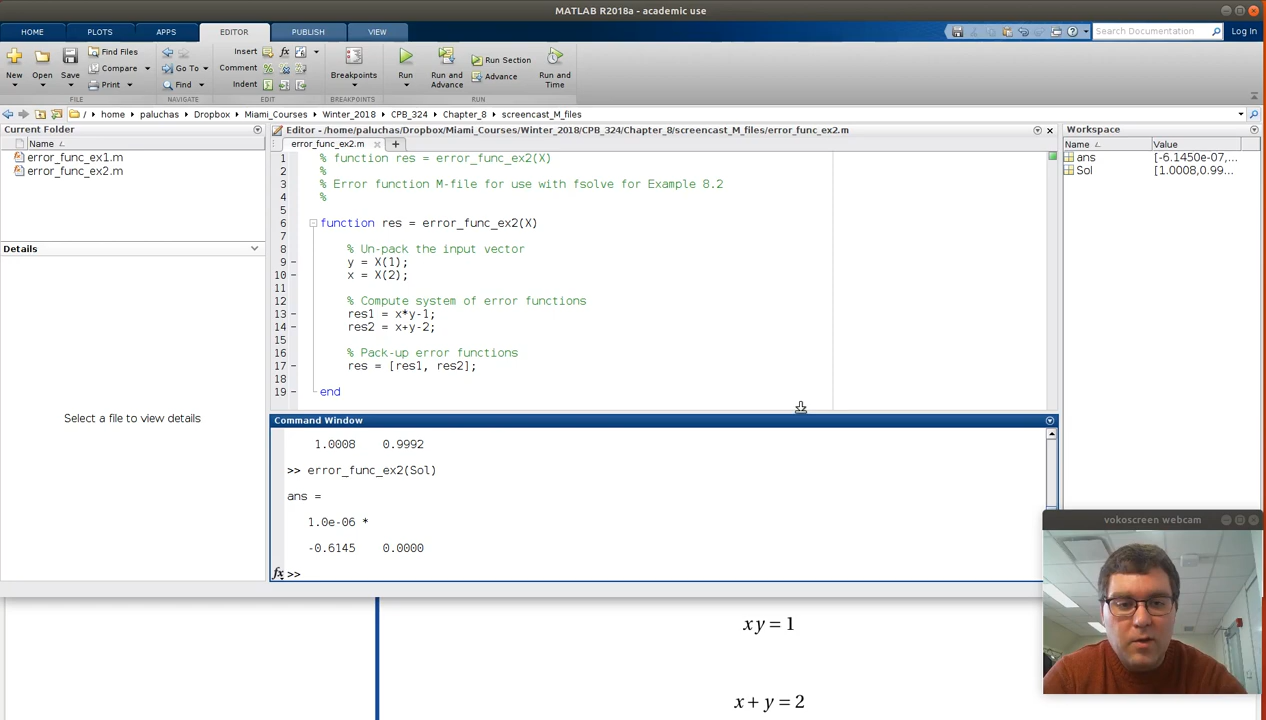 MATLAB R2018a - academic use
HOME PLOTS APPS EDITOR PUBLISH VIEW Search Documentation Log In
New Open Save Find Files Compare Print Go To Find Insert fx Comment Indent Breakpoints Run Run and Advance Run Section Advance Run and Time
FILE NAVIGATE EDIT BREAKPOINTS RUN
/ home paluchas Dropbox Miami_Courses Winter_2018 CPB_324 Chapter_8 screencast_M_files
Current Folder
Name
error_func_ex1.m
error_func_ex2.m
Details
Select a file to view details
Editor - /home/paluchas/Dropbox/Miami_Courses/Winter_2018/CPB_324/Chapter_8/screencast_M_files/error_func_ex2.m
error_func_ex2.m
1 % function res = error_func_ex2(X)
2 %
3 % Error function M-file for use with fsolve for Example 8.2
4 %
5
6 function res = error_func_ex2(X)
7
8 % Un-pack the input vector
9 - y = X(1);
10 - x = X(2);
11
12 % Compute system of error functions
13 - res1 = x*y-1;
14 - res2 = x+y-2;
15
16 % Pack-up error functions
17 - res = [res1, res2];
18
19 - end
Command Window
1.0008 0.9992
>> error_func_ex2(Sol)
ans =
1.0e-06 *
-0.6145 0.0000
fx >>
Workspace
Name Value
ans [-6.1450e-07,...
Sol [1.0008,0.99...
vokoscreen webcam
xy = 1
x + y = 2